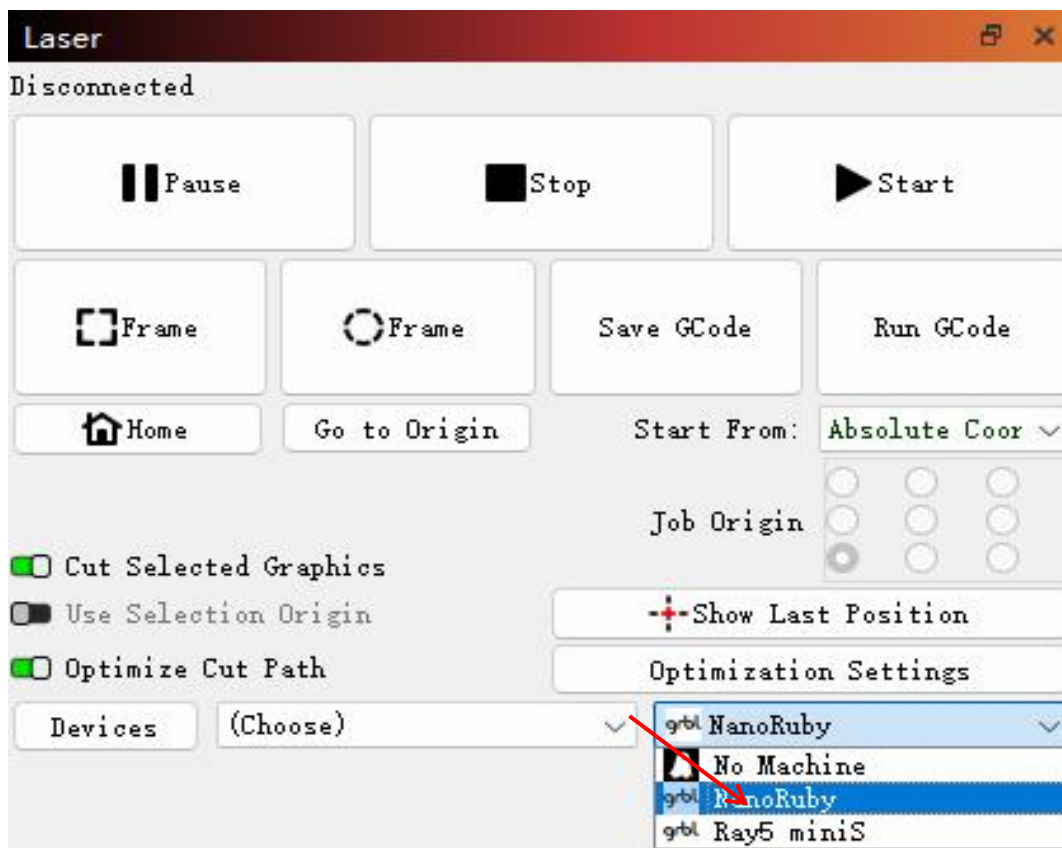 Laser
Disconnected
Pause Stop Start
Frame Frame Save GCode Run GCode
Home Go to Origin Start From: Absolute Coor
Job Origin
Cut Selected Graphics
Use Selection Origin Show Last Position
Optimize Cut Path Optimization Settings
Devices (Choose) grbl NanoRuby
No Machine
grbl NanoRuby
grbl Ray5 miniS